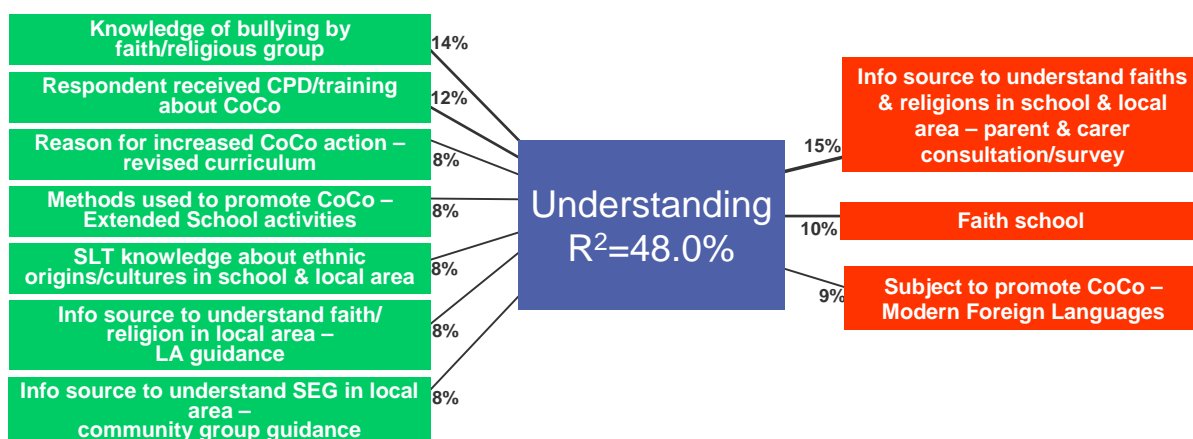 Knowledge of bullying by
faith/religious group
14%
Respondent received CPD/training
about CoCo
12%
Reason for increased CoCo action –
revised curriculum
8%
Methods used to promote CoCo –
Extended School activities
8%
SLT knowledge about ethnic
origins/cultures in school & local area
8%
Info source to understand faith/
religion in local area –
LA guidance
8%
Info source to understand SEG in local
area –
community group guidance
8%
Understanding
R²=48.0%
15%
Info source to understand faiths
& religions in school & local
area – parent & carer
consultation/survey
10%
Faith school
9%
Subject to promote CoCo –
Modern Foreign Languages